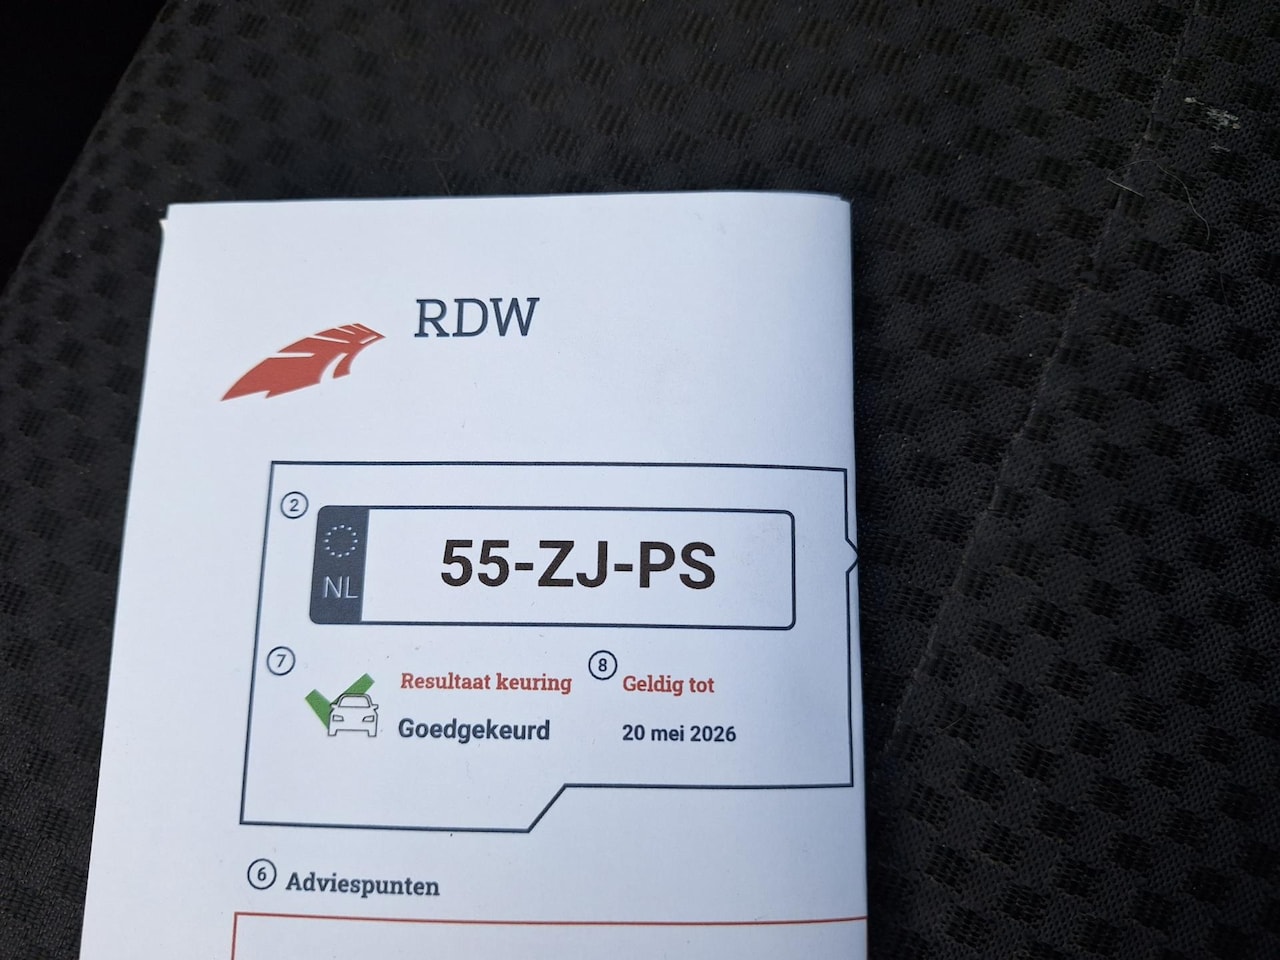 RDW
2
NL
55-ZJ-PS
7
Resultaat keuring
Goedgekeurd
8
Geldig tot
20 mei 2026
6 Adviespunten